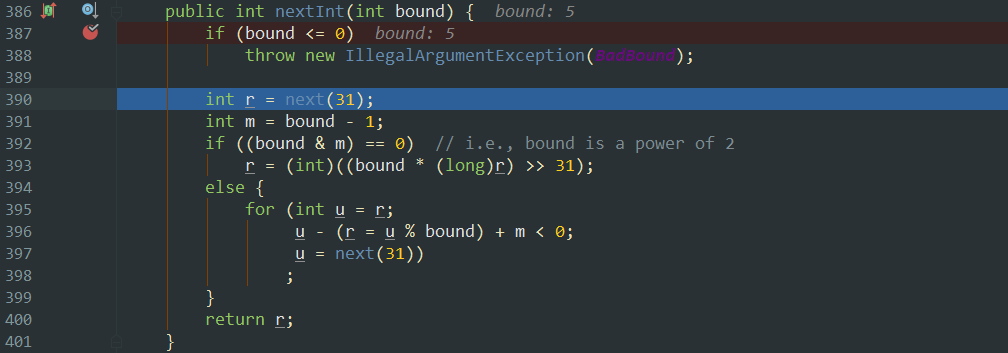 386 public int nextInt(int bound) { bound: 5
387 if (bound <= 0) bound: 5
388 throw new IllegalArgumentException(BadBound);
389
390 int r = next(31);
391 int m = bound - 1;
392 if ((bound & m) == 0) // i.e., bound is a power of 2
393 r = (int)((bound * (long)r) >> 31);
394 else {
395 for (int u = r;
396 u - (r = u % bound) + m < 0;
397 u = next(31))
398 ;
399 }
400 return r;
401 }